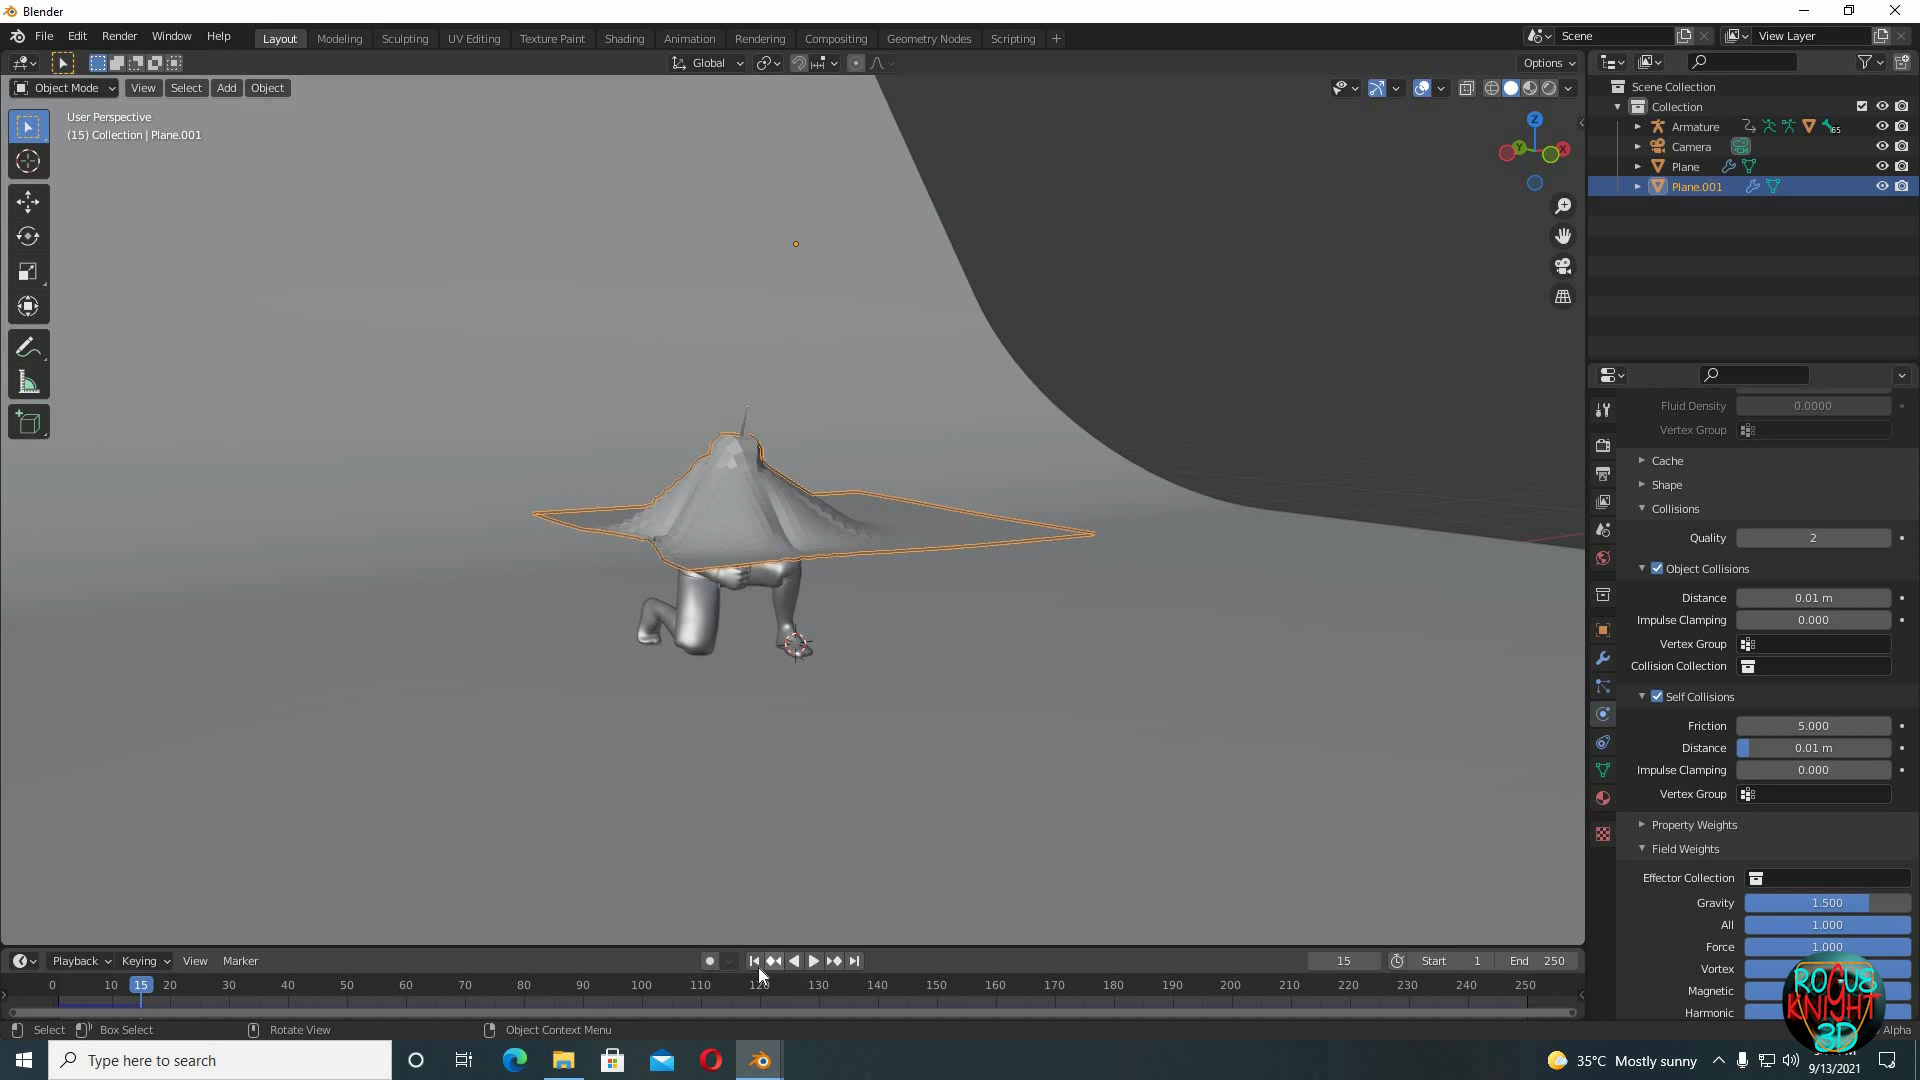 Blender
File Edit Render Window Help
Layout Modeling Sculpting UV Editing Texture Paint Shading Animation Rendering Compositing Geometry Nodes Scripting +
Scene
View Layer
Global
Options
Object Mode View Select Add Object
User Perspective
(15) Collection | Plane.001
Z
Y
X
Scene Collection
Collection
Armature
65
Camera
Plane
Plane.001
Fluid Density 0.0000
Vertex Group
Cache
Shape
Collisions
Quality 2
Object Collisions
Distance 0.01 m
Impulse Clamping 0.000
Vertex Group
Collision Collection
Self Collisions
Friction 5.000
Distance 0.01 m
Impulse Clamping 0.000
Vertex Group
Property Weights
Field Weights
Effector Collection
Gravity 1.500
All 1.000
Force 1.000
Vortex
Magnetic
Harmonic
ROGUE
KNIGHT
3D
Alpha
Playback Keying View Marker
15 Start 1 End 250
0 10 15 20 30 40 50 60 70 80 90 100 110 120 130 140 150 160 170 180 190 200 210 220 230 240 250
Select Box Select Rotate View Object Context Menu
Type here to search
35°C Mostly sunny
9/13/2021